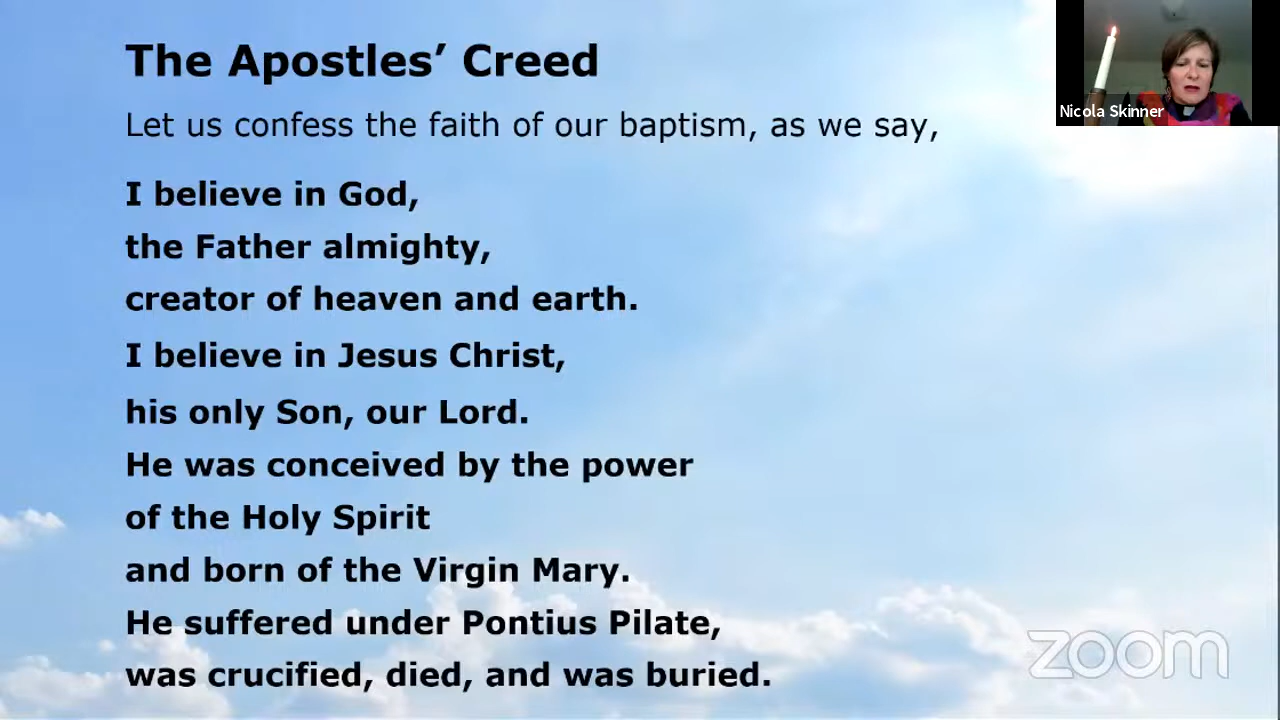 The Apostles’ Creed
Let us confess the faith of our baptism, as we say,
I believe in God,
the Father almighty,
creator of heaven and earth.
I believe in Jesus Christ,
his only Son, our Lord.
He was conceived by the power
of the Holy Spirit
and born of the Virgin Mary.
He suffered under Pontius Pilate,
was crucified, died, and was buried.
Nicola Skinner
zoom